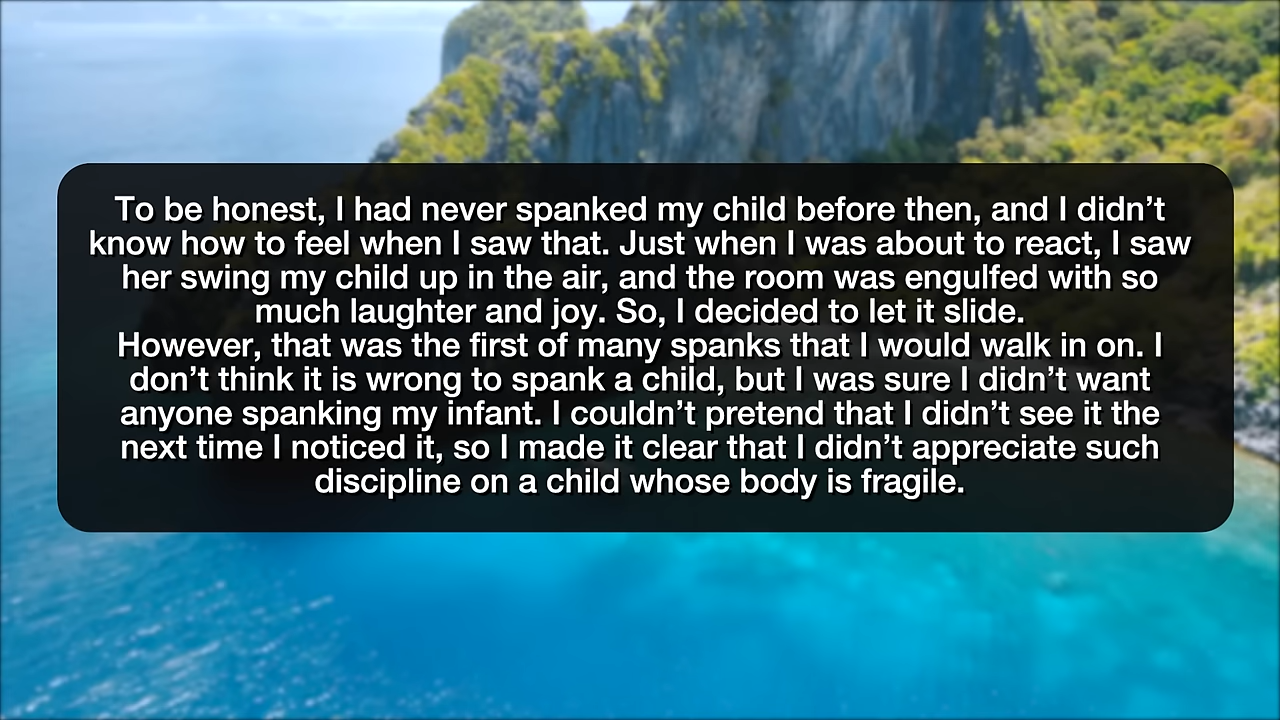 To be honest, I had never spanked my child before then, and I didn’t
know how to feel when I saw that. Just when I was about to react, I saw
her swing my child up in the air, and the room was engulfed with so
much laughter and joy. So, I decided to let it slide.
However, that was the first of many spanks that I would walk in on. I
don’t think it is wrong to spank a child, but I was sure I didn’t want
anyone spanking my infant. I couldn’t pretend that I didn’t see it the
next time I noticed it, so I made it clear that I didn’t appreciate such
discipline on a child whose body is fragile.